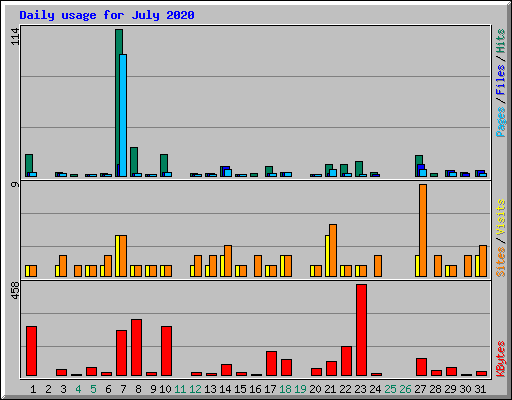 Daily usage for July 2020
114
Pages / Files / Hits
9
Sites / Visits
458
KBytes
1 2 3 4 5 6 7 8 9 10 11 12 13 14 15 16 17 18 19 20 21 22 23 24 25 26 27 28 29 30 31